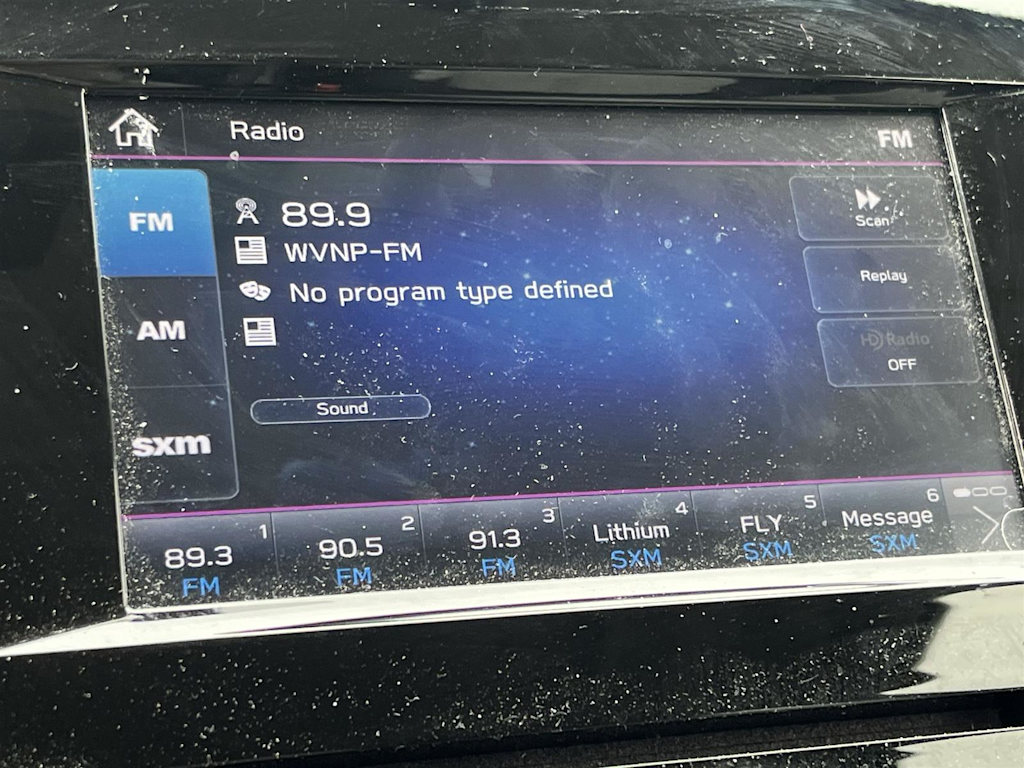 Radio
FM
FM
AM
sxm
89.9
WVNP-FM
No program type defined
Sound
Scan
Replay
HD Radio
OFF
1
89.3
FM
2
90.5
FM
3
91.3
FM
4
Lithium
SXM
5
FLY
SXM
6
Message
SXM